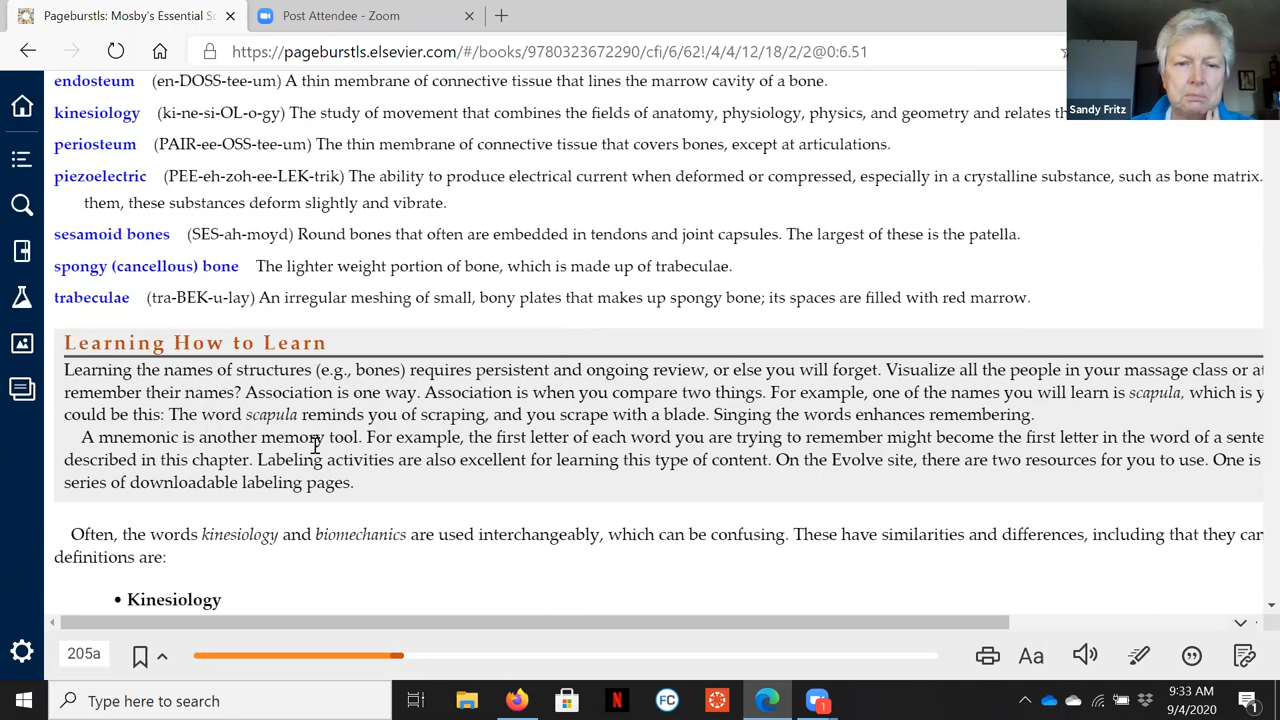 Pageburstls: Mosby's Essential Sc
Post Attendee - Zoom
https://pageburstls.elsevier.com/#/books/9780323672290/cfi/6/62!/4/4/12/18/2/2@0:6.51
Sandy Fritz
endosteum (en-DOSS-tee-um) A thin membrane of connective tissue that lines the marrow cavity of a bone.
kinesiology (ki-ne-si-OL-o-gy) The study of movement that combines the fields of anatomy, physiology, physics, and geometry and relates th
periosteum (PAIR-ee-OSS-tee-um) The thin membrane of connective tissue that covers bones, except at articulations.
piezoelectric (PEE-eh-zoh-ee-LEK-trik) The ability to produce electrical current when deformed or compressed, especially in a crystalline substance, such as bone matrix.
them, these substances deform slightly and vibrate.
sesamoid bones (SES-ah-moyd) Round bones that often are embedded in tendons and joint capsules. The largest of these is the patella.
spongy (cancellous) bone The lighter weight portion of bone, which is made up of trabeculae.
trabeculae (tra-BEK-u-lay) An irregular meshing of small, bony plates that makes up spongy bone; its spaces are filled with red marrow.
Learning How to Learn
Learning the names of structures (e.g., bones) requires persistent and ongoing review, or else you will forget. Visualize all the people in your massage class or at
remember their names? Association is one way. Association is when you compare two things. For example, one of the names you will learn is scapula, which is y
could be this: The word scapula reminds you of scraping, and you scrape with a blade. Singing the words enhances remembering.
A mnemonic is another memory tool. For example, the first letter of each word you are trying to remember might become the first letter in the word of a sente
described in this chapter. Labeling activities are also excellent for learning this type of content. On the Evolve site, there are two resources for you to use. One is
series of downloadable labeling pages.
Often, the words kinesiology and biomechanics are used interchangeably, which can be confusing. These have similarities and differences, including that they can
definitions are:
• Kinesiology
205a
Aa
Type here to search
N
FC
1
9:33 AM
9/4/2020
1